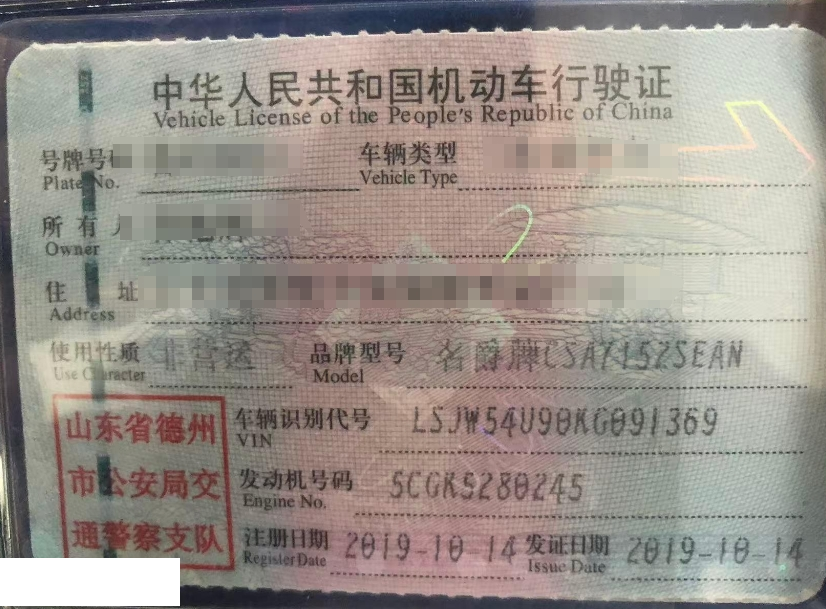 中华人民共和国机动车行驶证
Vehicle License of the People's Republic of China
号牌号 车辆类型
Plate No. Vehicle Type
所有人
Owner
住址
Address
使用性质 非营运 品牌型号 名爵牌CSA7152SEAN
Use Character Model
山东省德州 车辆识别代号 LSJW54U90KG091369
VIN
市公安局交 发动机号码 SCGK9280245
Engine No.
通警察支队 注册日期 2019-10-14 发证日期 2019-10-14
Register Date Issue Date